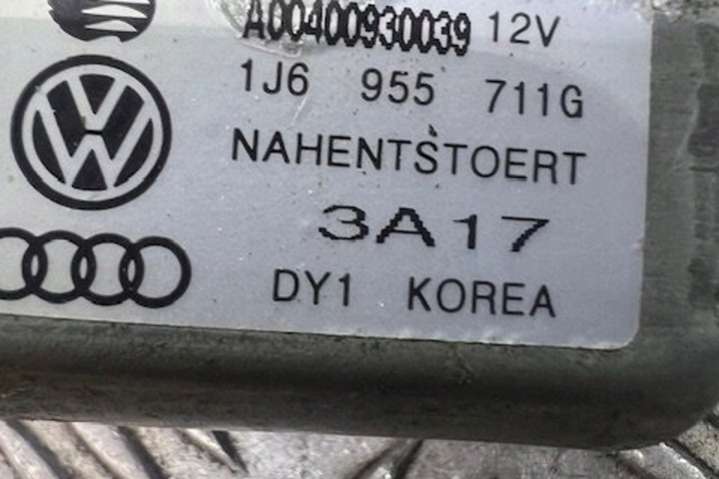 A00400930039 12V
1J6 955 711G
NAHENTSTOERT
3A17
DY1 KOREA